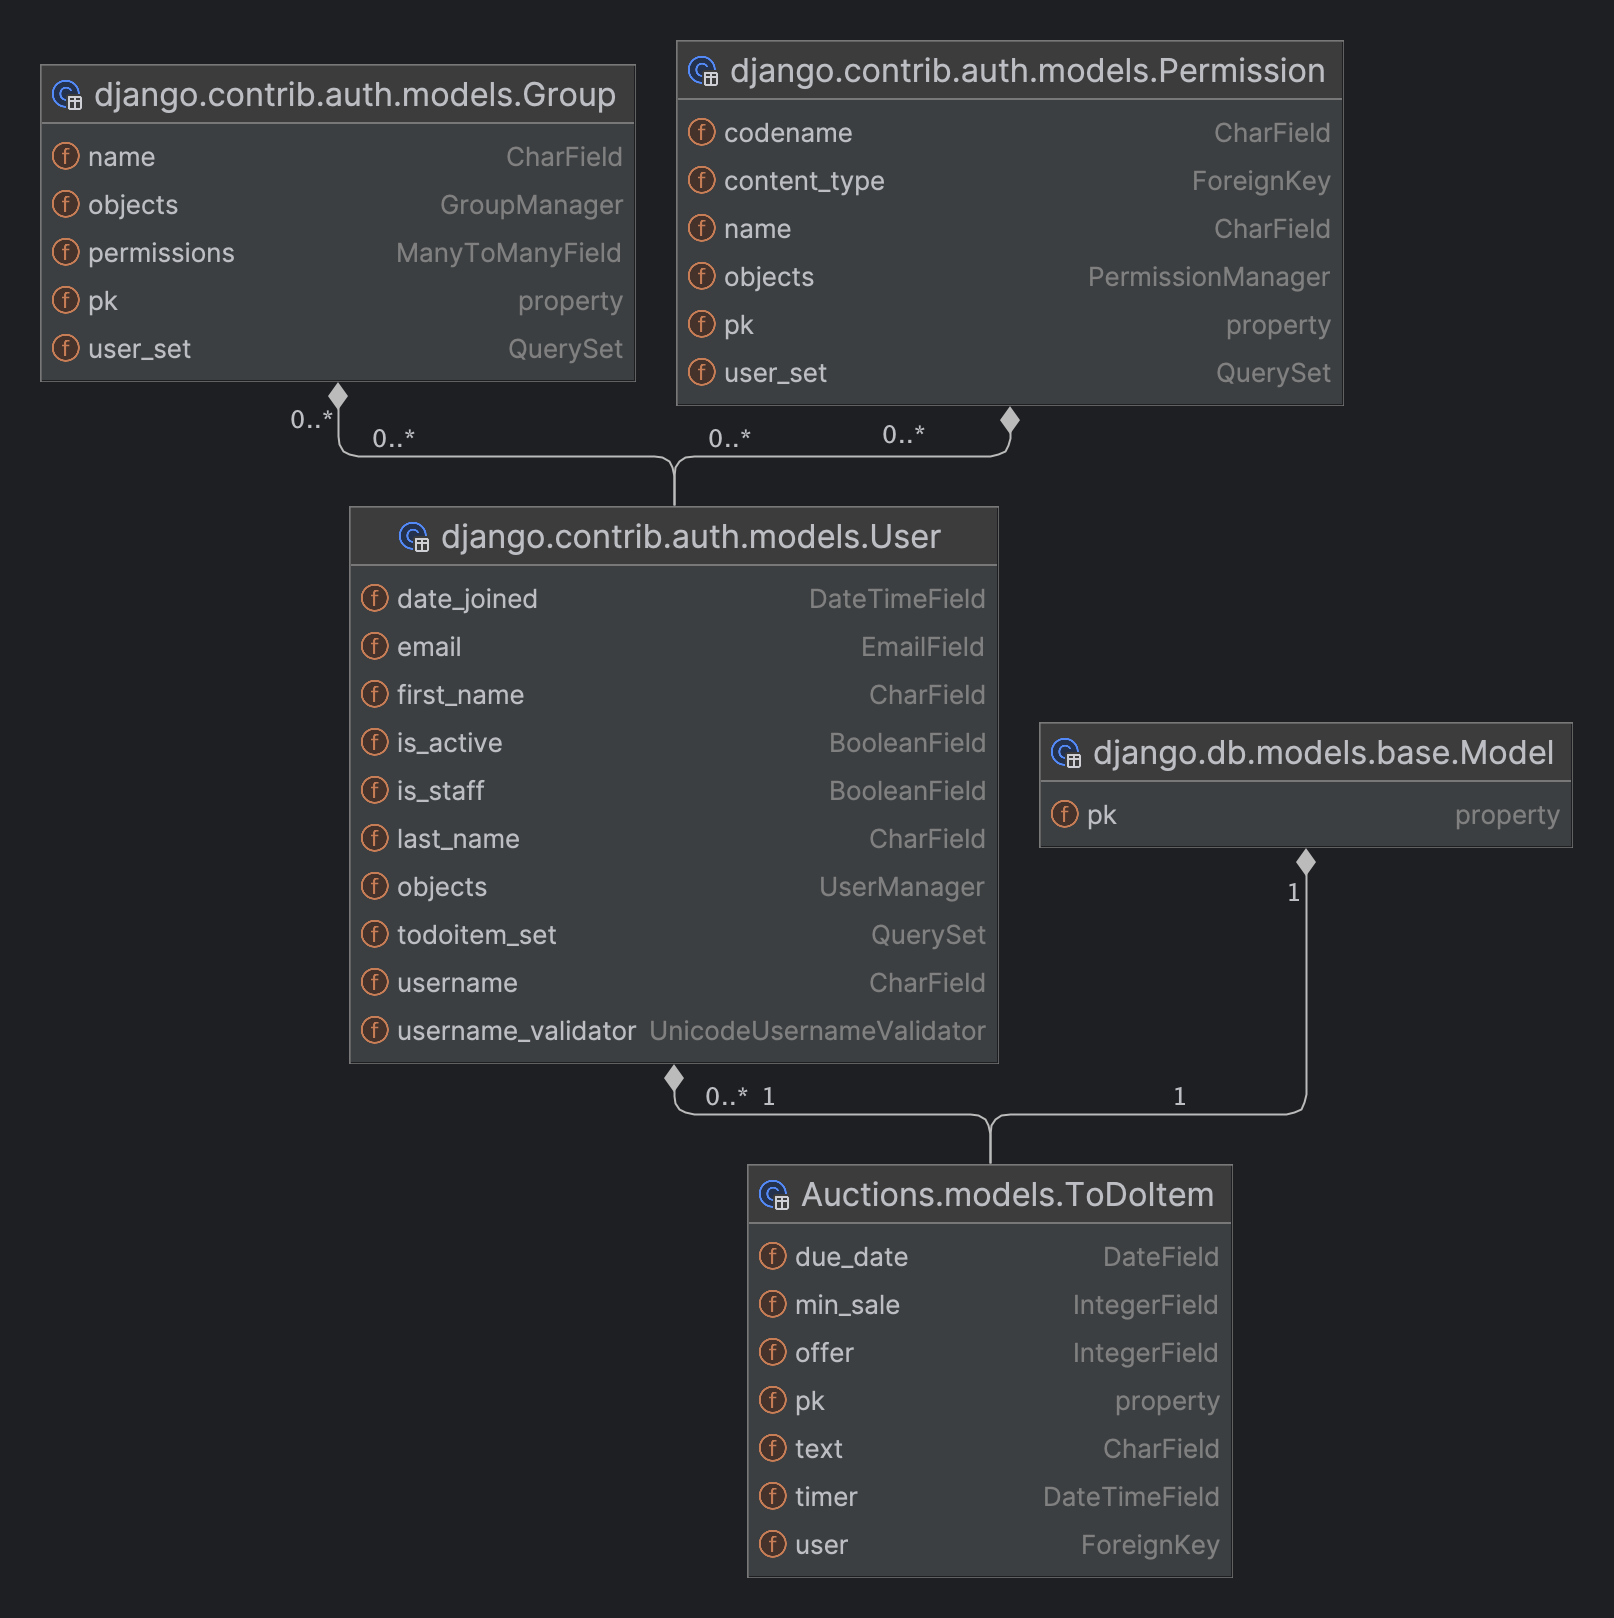 django.contrib.auth.models.Group
name CharField
objects GroupManager
permissions ManyToManyField
pk property
user_set QuerySet
django.contrib.auth.models.Permission
codename CharField
content_type ForeignKey
name CharField
objects PermissionManager
pk property
user_set QuerySet
0..*
0..*
0..*
0..*
django.contrib.auth.models.User
date_joined DateTimeField
email EmailField
first_name CharField
is_active BooleanField
is_staff BooleanField
last_name CharField
objects UserManager
todoitem_set QuerySet
username CharField
username_validator UnicodeUsernameValidator
django.db.models.base.Model
pk property
1
0..* 1
1
Auctions.models.ToDoItem
due_date DateField
min_sale IntegerField
offer IntegerField
pk property
text CharField
timer DateTimeField
user ForeignKey